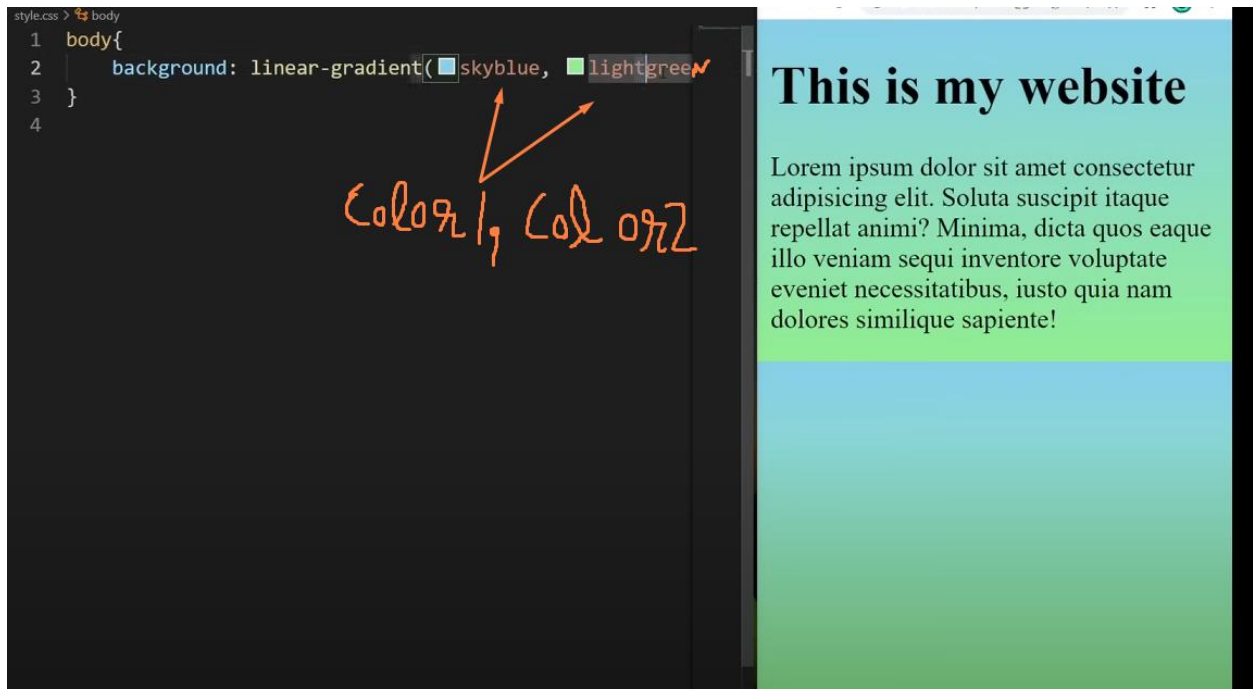 style.css > body
1 body{
2 background: linear-gradient(skyblue, lightgreen
3 }
4
Color1, Color2
This is my website
Lorem ipsum dolor sit amet consectetur
adipisicing elit. Soluta suscipit itaque
repellat animi? Minima, dicta quos eaque
illo veniam sequi inventore voluptate
eveniet necessitatibus, iusto quia nam
dolores similique sapiente!